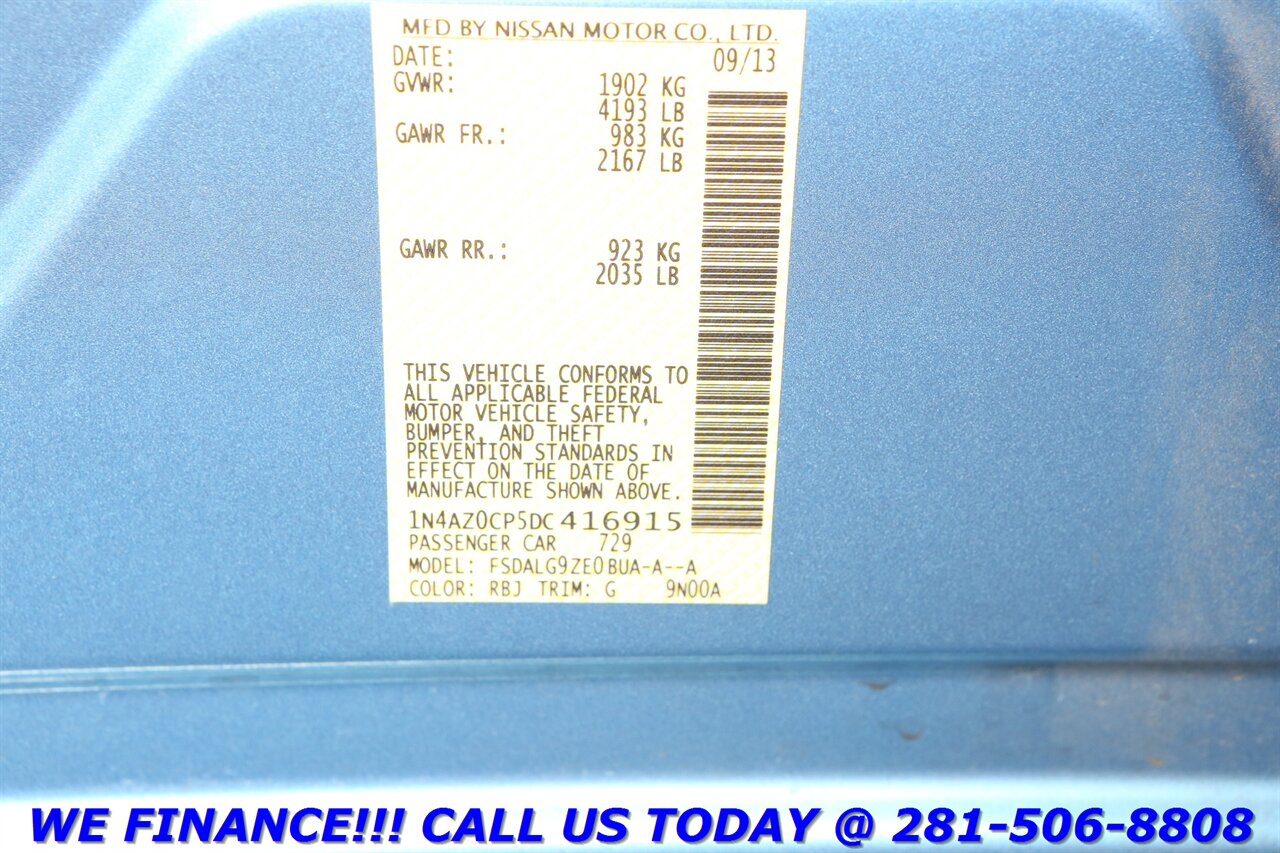 MFD BY NISSAN MOTOR CO., LTD.
DATE: 09/13
GVWR: 1902 KG
4193 LB
GAWR FR.: 983 KG
2167 LB
GAWR RR.: 923 KG
2035 LB
THIS VEHICLE CONFORMS TO
ALL APPLICABLE FEDERAL
MOTOR VEHICLE SAFETY,
BUMPER, AND THEFT
PREVENTION STANDARDS IN
EFFECT ON THE DATE OF
MANUFACTURE SHOWN ABOVE.
1N4AZ0CP5DC416915
PASSENGER CAR 729
MODEL: FSDALG9ZE0BUA-A--A
COLOR: RBJ TRIM: G 9N00A
WE FINANCE!!! CALL US TODAY @ 281-506-8808